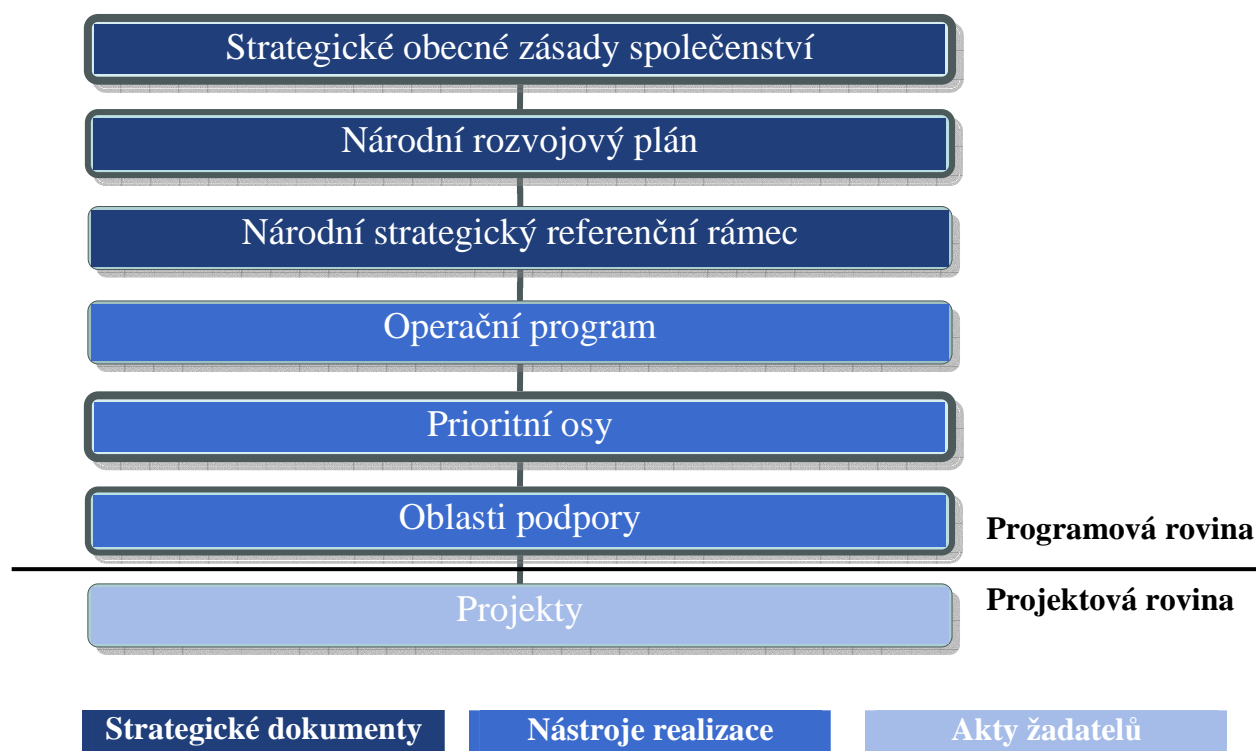 Strategické obecné zásady společenství
Národní rozvojový plán
Národní strategický referenční rámec
Operační program
Prioritní osy
Oblasti podpory
Programová rovina
Projekty
Projektová rovina
Strategické dokumenty
Nástroje realizace
Akty žadatelů